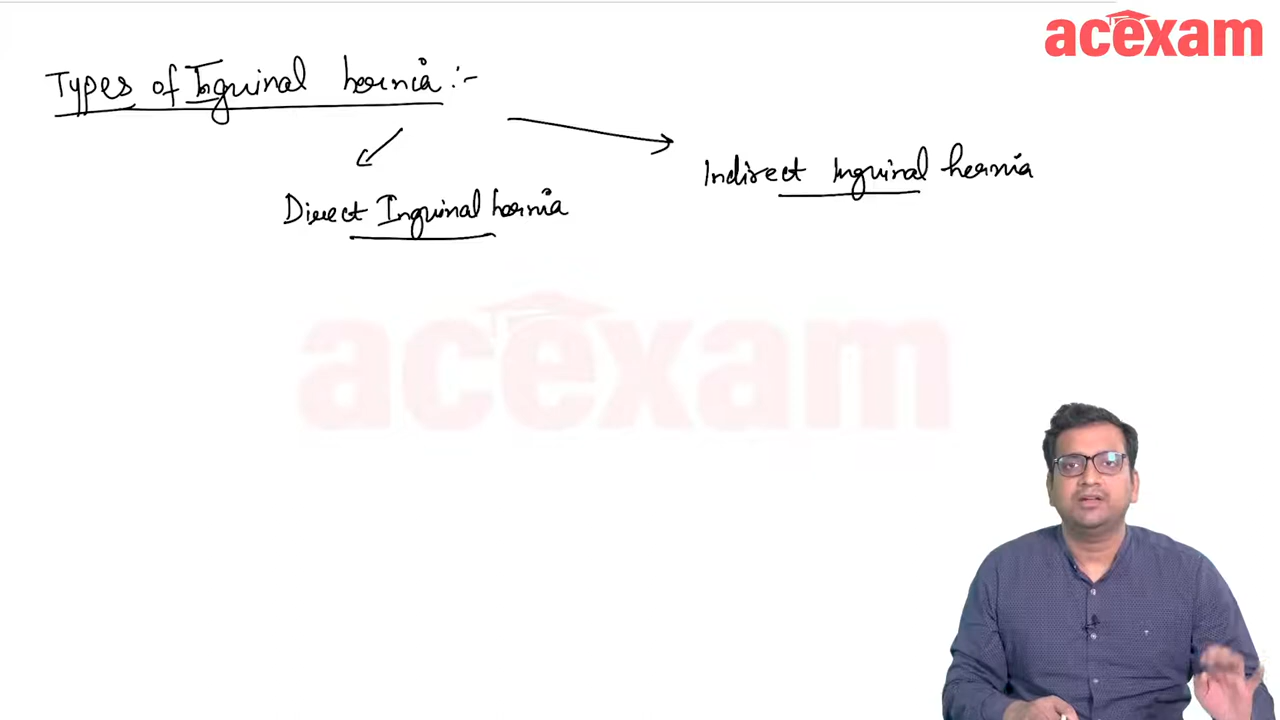 acexam
Types of Inguinal hernia :-
Indirect Inguinal hernia
Direct Inguinal hernia
acexam